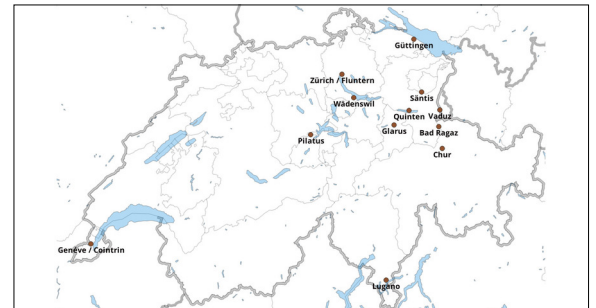 Güttingen
Zürich / Fluntern
Säntis
Wädenswil
Quinten Vaduz
Glarus
Bad Ragaz
Pilatus
Chur
Genève / Cointrin
Lugano